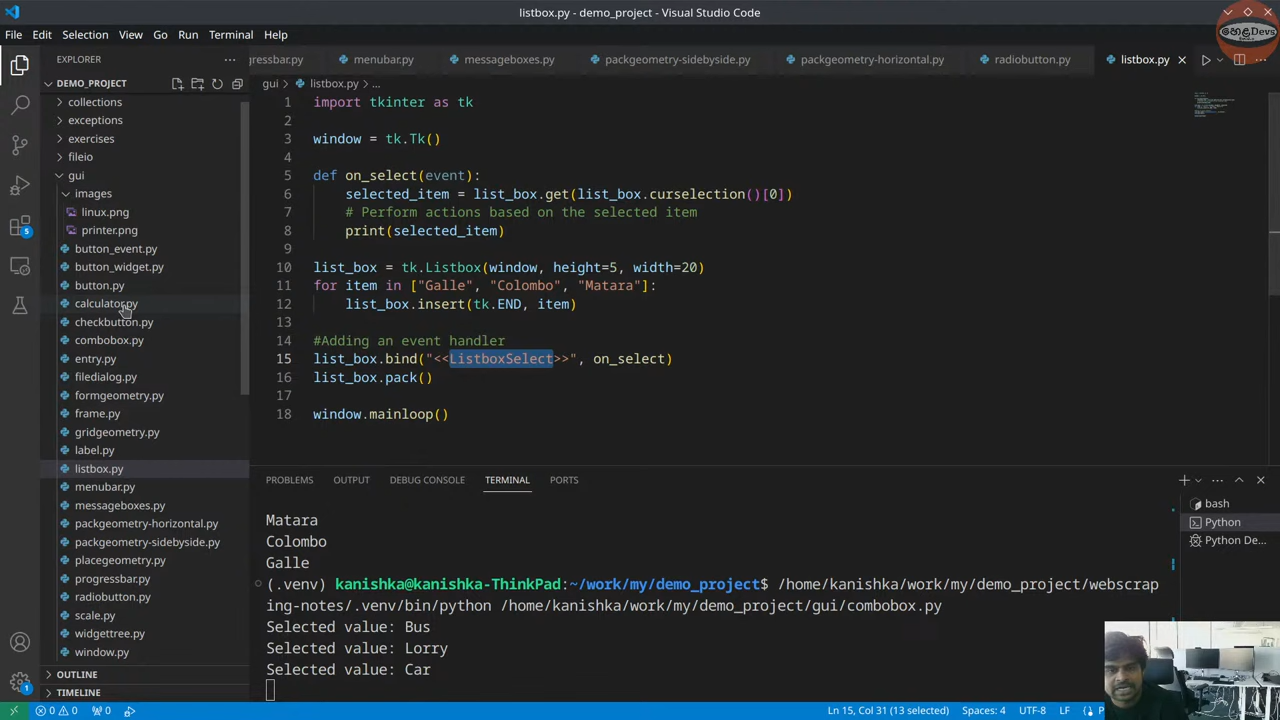 listbox.py - demo_project - Visual Studio Code
හෙළDevs
File Edit Selection View Go Run Terminal Help
EXPLORER
gressbar.py menubar.py messageboxes.py packgeometry-sidebyside.py packgeometry-horizontal.py radiobutton.py listbox.py
DEMO_PROJECT
gui > listbox.py > ...
collections
exceptions
exercises
fileio
gui
images
linux.png
printer.png
button_event.py
button_widget.py
button.py
calculator.py
checkbutton.py
combobox.py
entry.py
filedialog.py
formgeometry.py
frame.py
gridgeometry.py
label.py
listbox.py
menubar.py
messageboxes.py
packgeometry-horizontal.py
packgeometry-sidebyside.py
placegeometry.py
progressbar.py
radiobutton.py
scale.py
widgettree.py
window.py
OUTLINE
TIMELINE
5
1
1 import tkinter as tk
2
3 window = tk.Tk()
4
5 def on_select(event):
6 selected_item = list_box.get(list_box.curselection()[0])
7 # Perform actions based on the selected item
8 print(selected_item)
9
10 list_box = tk.Listbox(window, height=5, width=20)
11 for item in ["Galle", "Colombo", "Matara"]:
12 list_box.insert(tk.END, item)
13
14 #Adding an event handler
15 list_box.bind("<<ListboxSelect>>", on_select)
16 list_box.pack()
17
18 window.mainloop()
PROBLEMS OUTPUT DEBUG CONSOLE TERMINAL PORTS
Matara
Colombo
Galle
(.venv) kanishka@kanishka-ThinkPad:~/work/my/demo_project$ /home/kanishka/work/my/demo_project/webscrap
ing-notes/.venv/bin/python /home/kanishka/work/my/demo_project/gui/combobox.py
Selected value: Bus
Selected value: Lorry
Selected value: Car
bash
Python
Python De...
0 0 0 Ln 15, Col 31 (13 selected) Spaces: 4 UTF-8 LF